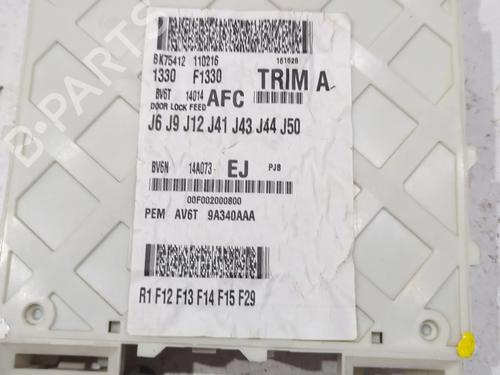 BK75412 110216 161628
1330 F1330 TRIM A
BV6T 14014 AFC
DOOR LOCK FEED
J6 J9 J12 J41 J43 J44 J50
BV6N 14A073 EJ PJB
00F002000800
PEM AV6T 9A340AAA
R1 F12 F13 F14 F15 F29
B-PARTS